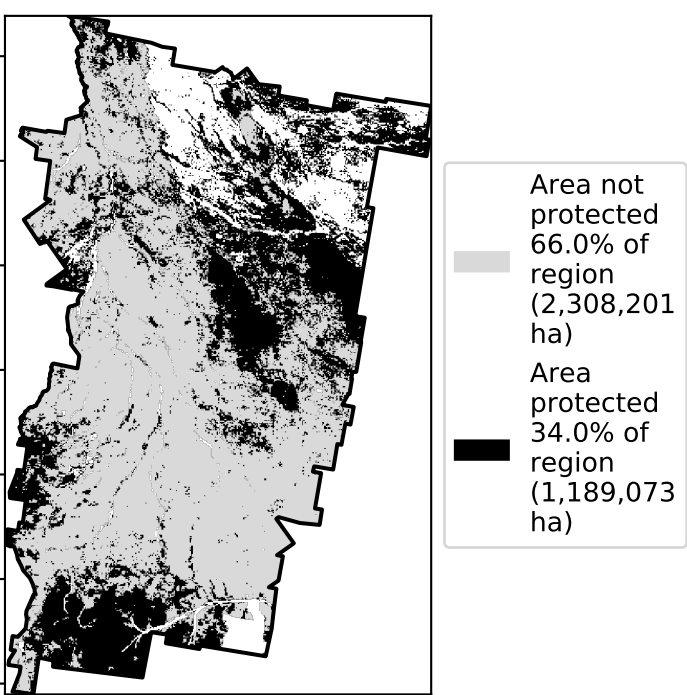 Area not
protected
66.0% of
region
(2,308,201
ha)
Area
protected
34.0% of
region
(1,189,073
ha)